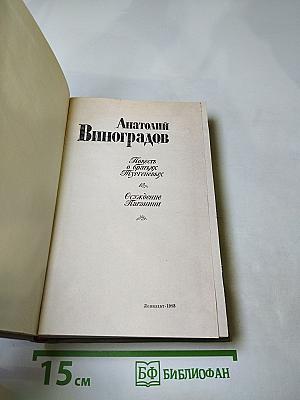 Анатолий
Виноградов
Повесть
о братьях
Тургеневых
Осуждение
Паганини
Лениздат·1983
15 см
БФ БИБЛИОФАН